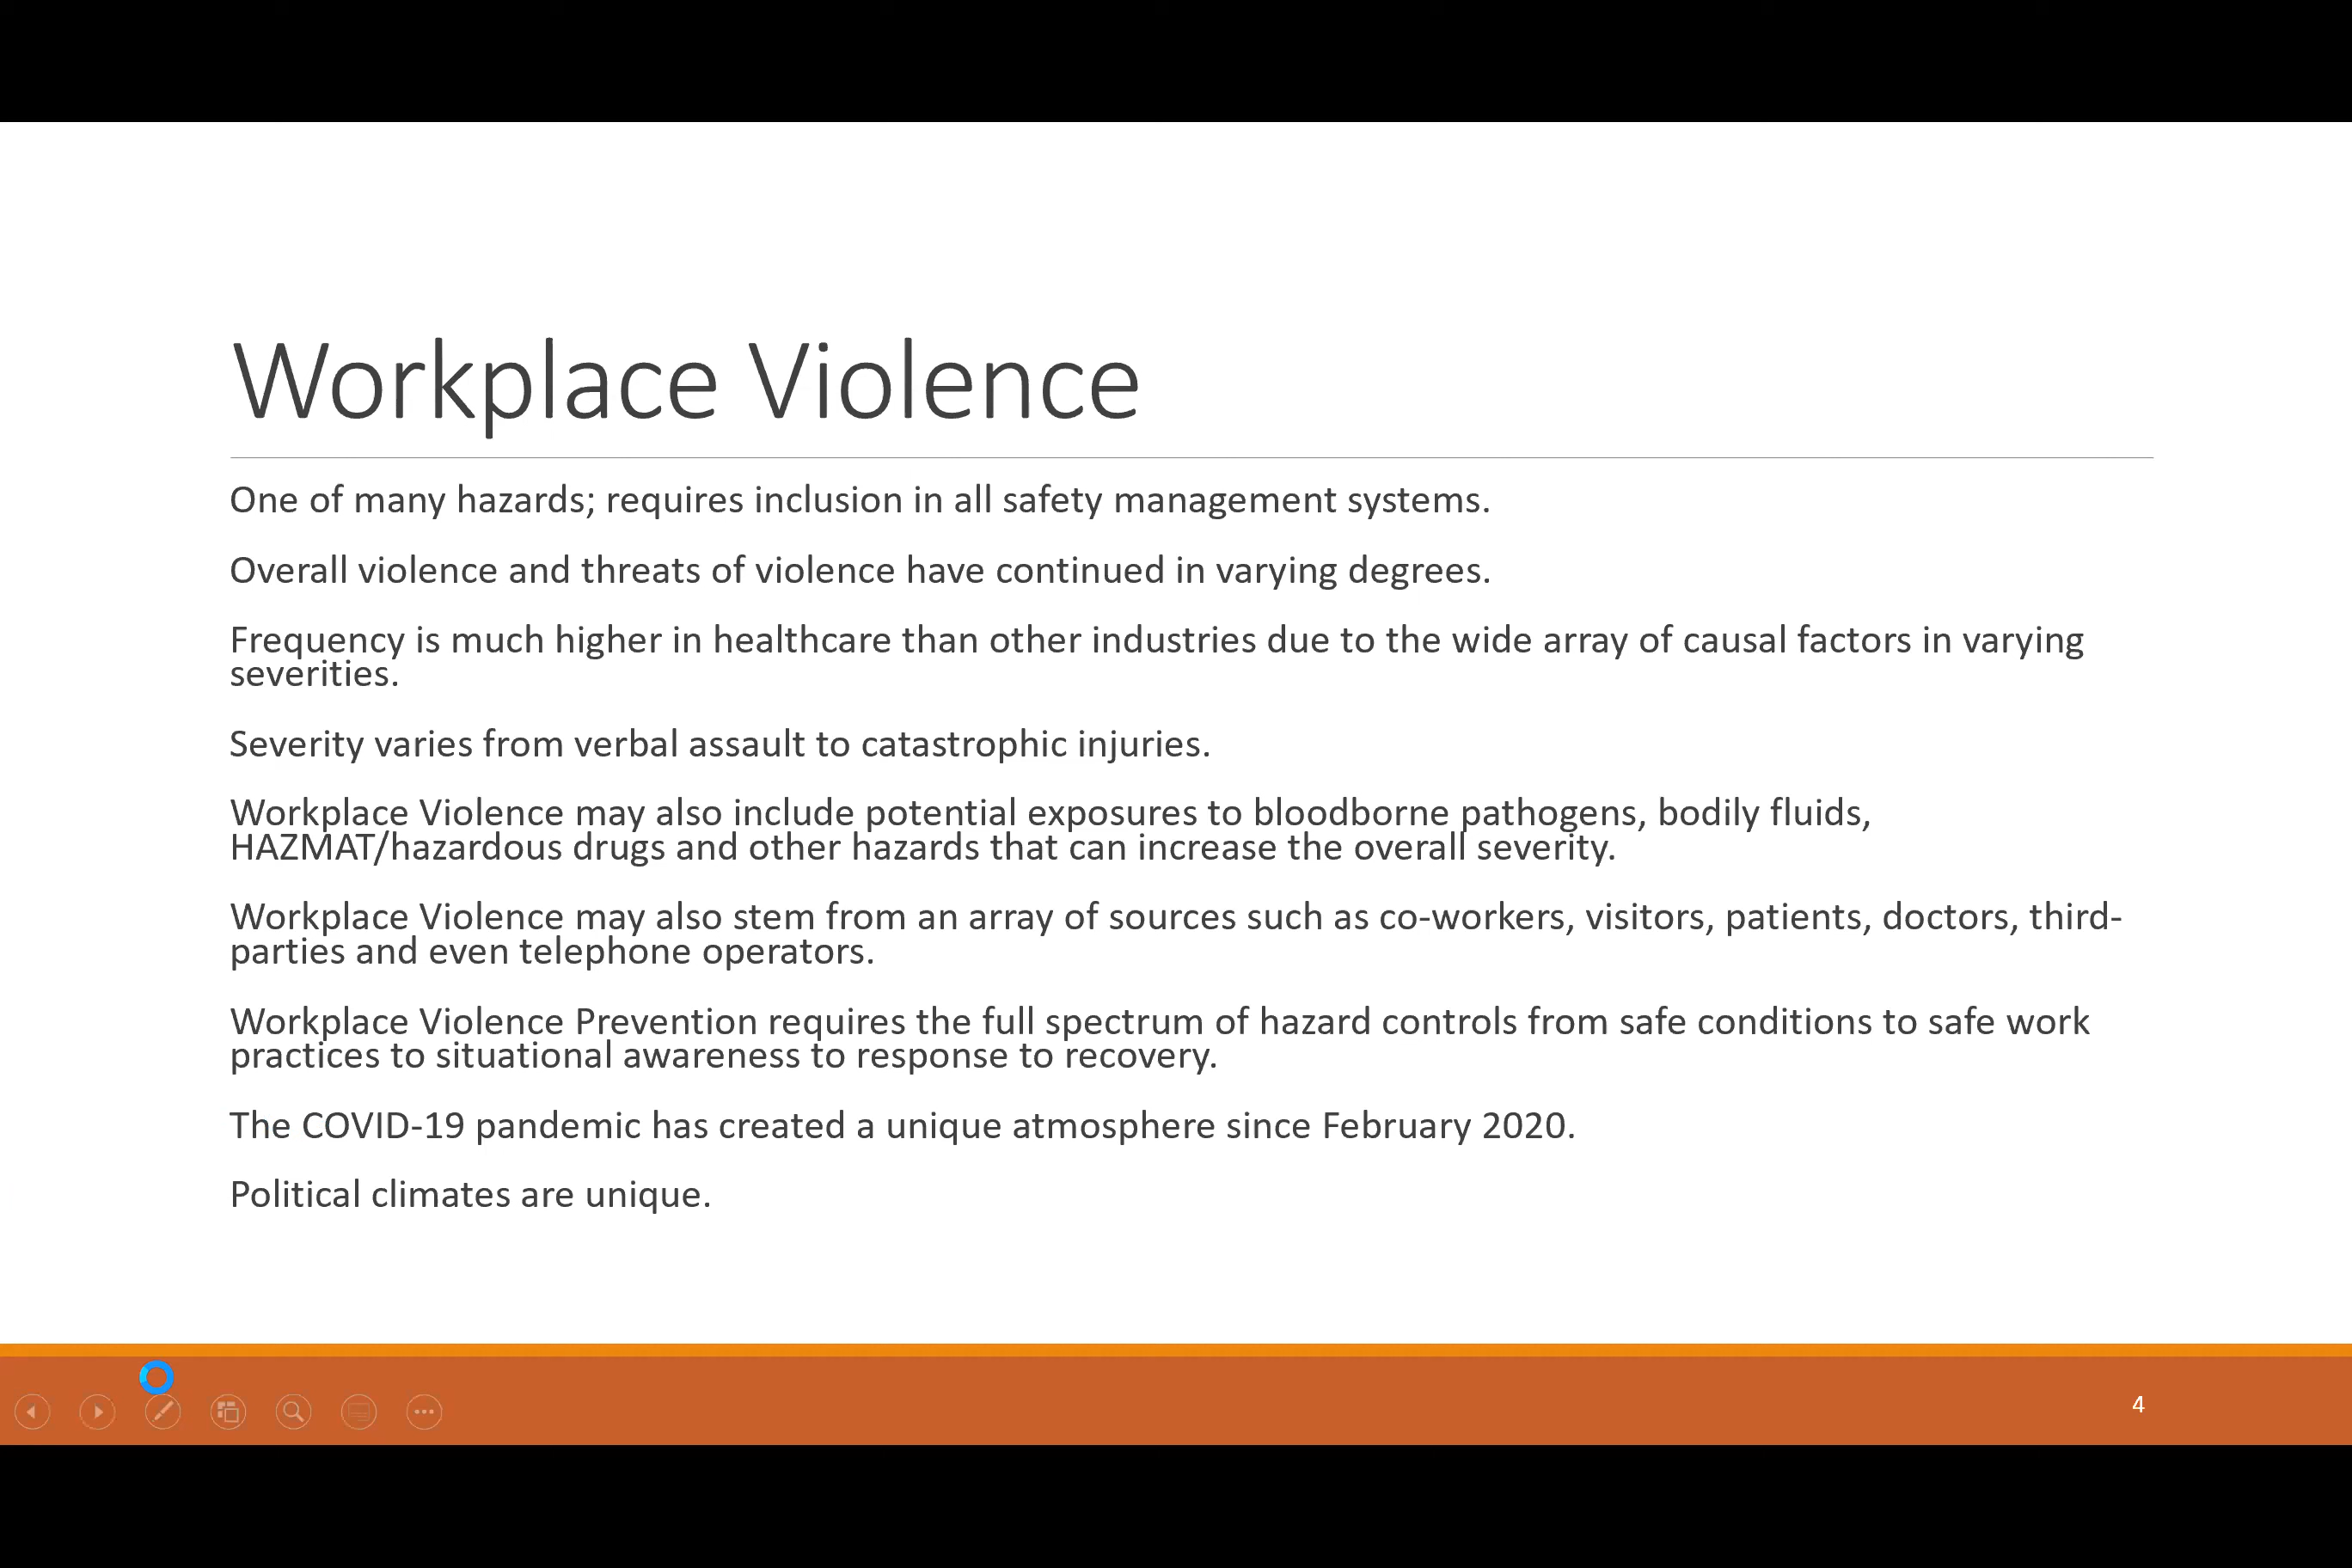 Workplace Violence
One of many hazards; requires inclusion in all safety management systems.
Overall violence and threats of violence have continued in varying degrees.
Frequency is much higher in healthcare than other industries due to the wide array of causal factors in varying
severities.
Severity varies from verbal assault to catastrophic injuries.
Workplace Violence may also include potential exposures to bloodborne pathogens, bodily fluids,
HAZMAT/hazardous drugs and other hazards that can increase the overall severity.
Workplace Violence may also stem from an array of sources such as co-workers, visitors, patients, doctors, third-
parties and even telephone operators.
Workplace Violence Prevention requires the full spectrum of hazard controls from safe conditions to safe work
practices to situational awareness to response to recovery.
The COVID-19 pandemic has created a unique atmosphere since February 2020.
Political climates are unique.
4